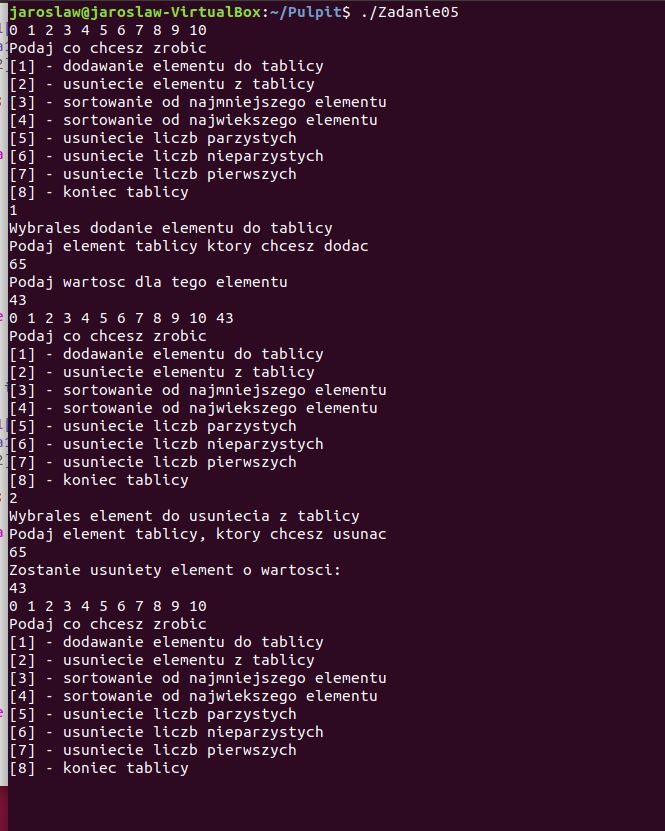 jaroslaw@jaroslaw-VirtualBox:~/Pulpit$ ./Zadanie05
0 1 2 3 4 5 6 7 8 9 10
Podaj co chcesz zrobic
[1] - dodawanie elementu do tablicy
[2] - usuniecie elementu z tablicy
[3] - sortowanie od najmniejszego elementu
[4] - sortowanie od najwiekszego elementu
[5] - usuniecie liczb parzystych
[6] - usuniecie liczb nieparzystych
[7] - usuniecie liczb pierwszych
[8] - koniec tablicy
1
Wybrales dodanie elementu do tablicy
Podaj element tablicy ktory chcesz dodac
65
Podaj wartosc dla tego elementu
43
0 1 2 3 4 5 6 7 8 9 10 43
Podaj co chcesz zrobic
[1] - dodawanie elementu do tablicy
[2] - usuniecie elementu z tablicy
[3] - sortowanie od najmniejszego elementu
[4] - sortowanie od najwiekszego elementu
[5] - usuniecie liczb parzystych
[6] - usuniecie liczb nieparzystych
[7] - usuniecie liczb pierwszych
[8] - koniec tablicy
2
Wybrales element do usuniecia z tablicy
Podaj element tablicy, ktory chcesz usunac
65
Zostanie usuniety element o wartosci:
43
0 1 2 3 4 5 6 7 8 9 10
Podaj co chcesz zrobic
[1] - dodawanie elementu do tablicy
[2] - usuniecie elementu z tablicy
[3] - sortowanie od najmniejszego elementu
[4] - sortowanie od najwiekszego elementu
[5] - usuniecie liczb parzystych
[6] - usuniecie liczb nieparzystych
[7] - usuniecie liczb pierwszych
[8] - koniec tablicy